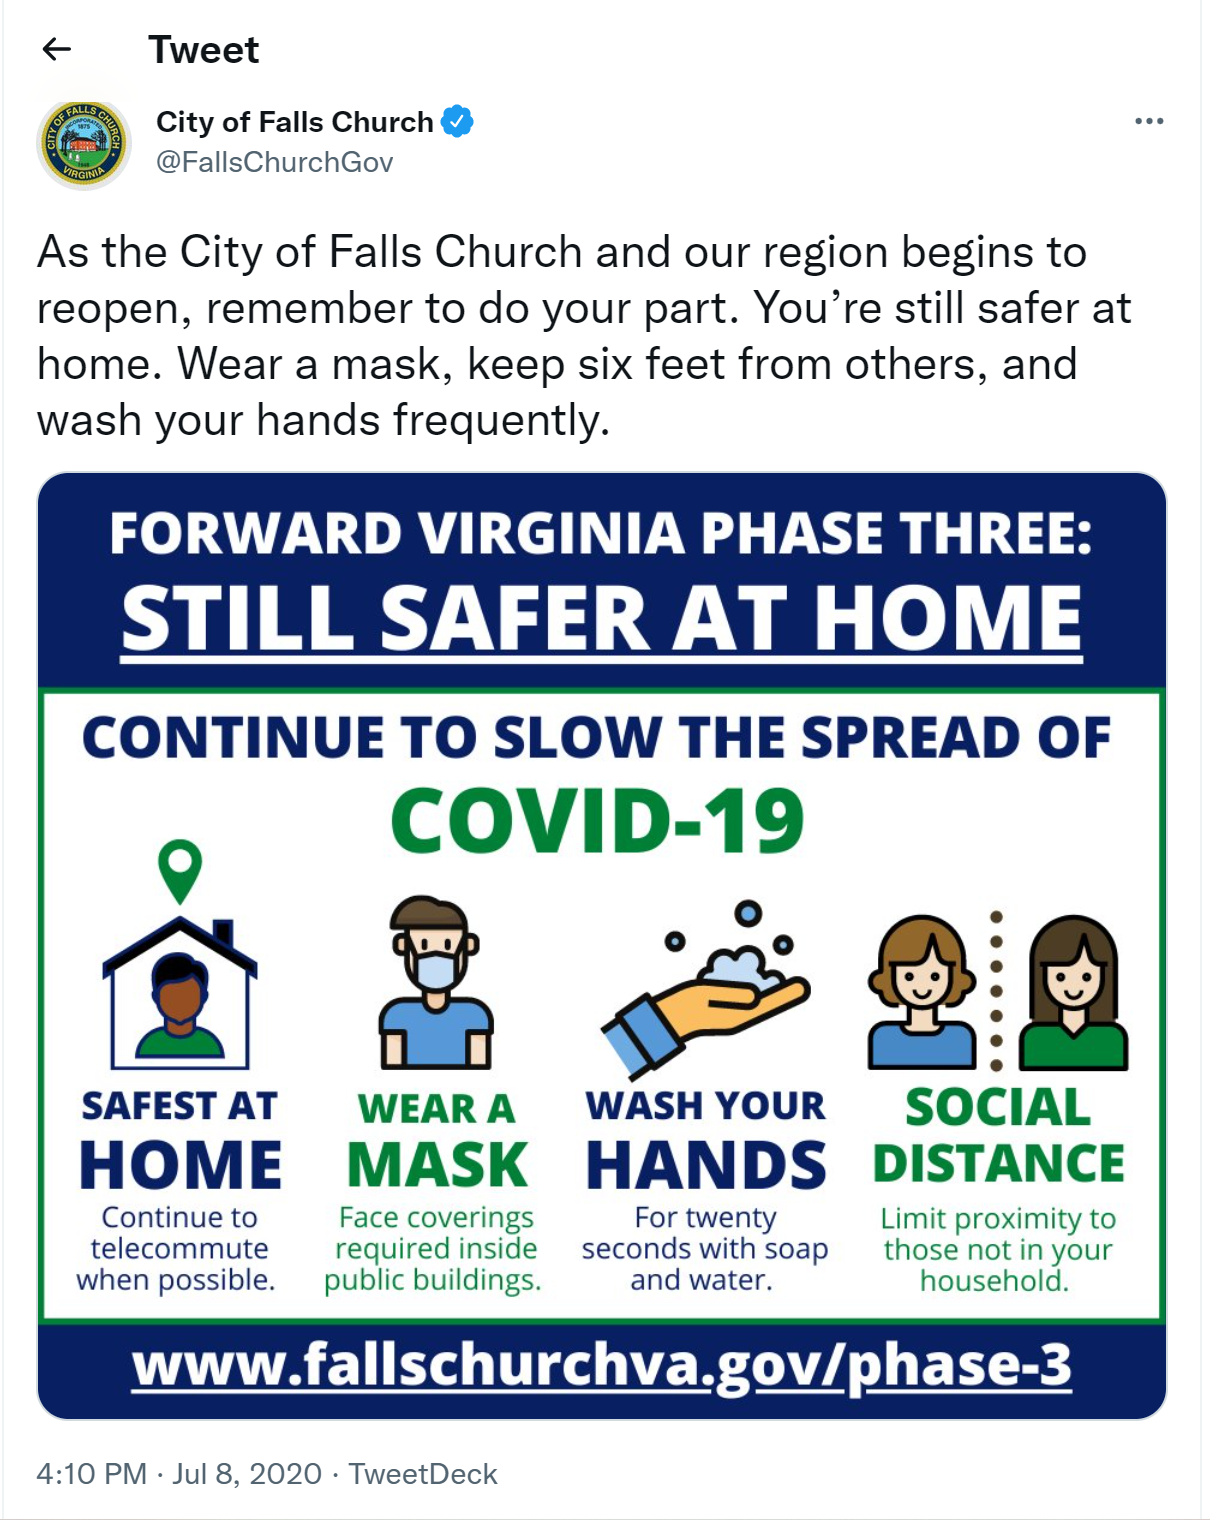 Tweet
CITY OF FALLS CHURCH
INCORPORATED
1875
1948
VIRGINIA
City of Falls Church
@FallsChurchGov
As the City of Falls Church and our region begins to
reopen, remember to do your part. You’re still safer at
home. Wear a mask, keep six feet from others, and
wash your hands frequently.
FORWARD VIRGINIA PHASE THREE:
STILL SAFER AT HOME
CONTINUE TO SLOW THE SPREAD OF
COVID-19
SAFEST AT
HOME
Continue to
telecommute
when possible.
WEAR A
MASK
Face coverings
required inside
public buildings.
WASH YOUR
HANDS
For twenty
seconds with soap
and water.
SOCIAL
DISTANCE
Limit proximity to
those not in your
household.
www.fallschurchva.gov/phase-3
4:10 PM · Jul 8, 2020 · TweetDeck